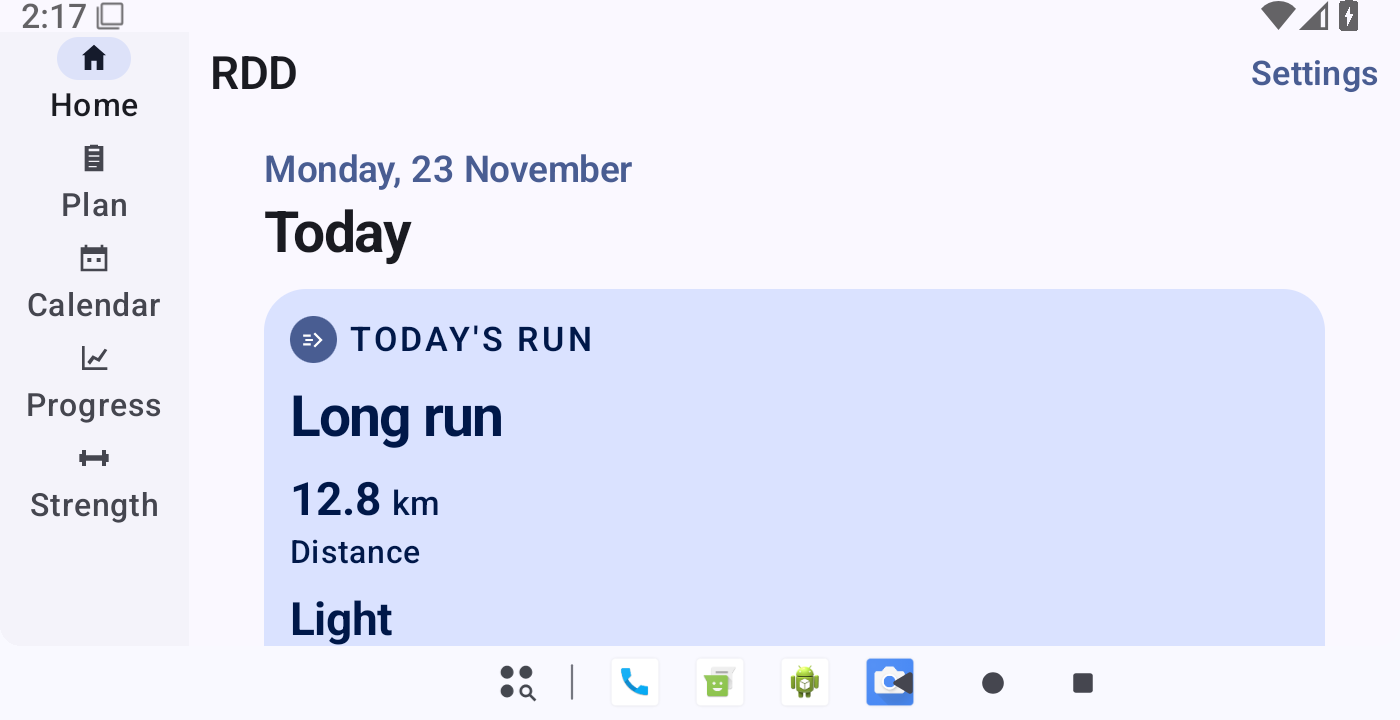 2:17
Home
Plan
Calendar
Progress
Strength
RDD
Settings
Monday, 23 November
Today
TODAY'S RUN
Long run
12.8 km
Distance
Light